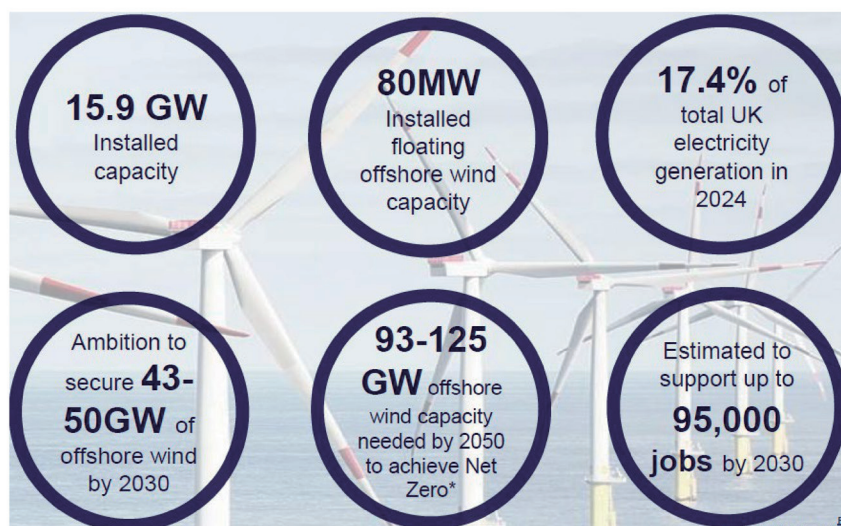 15.9 GW
Installed
capacity
80MW
Installed
floating
offshore wind
capacity
17.4% of
total UK
electricity
generation in
2024
Ambition to
secure 43-
50GW of
offshore wind
by 2030
93-125
GW offshore
wind capacity
needed by 2050
to achieve Net
Zero*
Estimated to
support up to
95,000
jobs by 2030